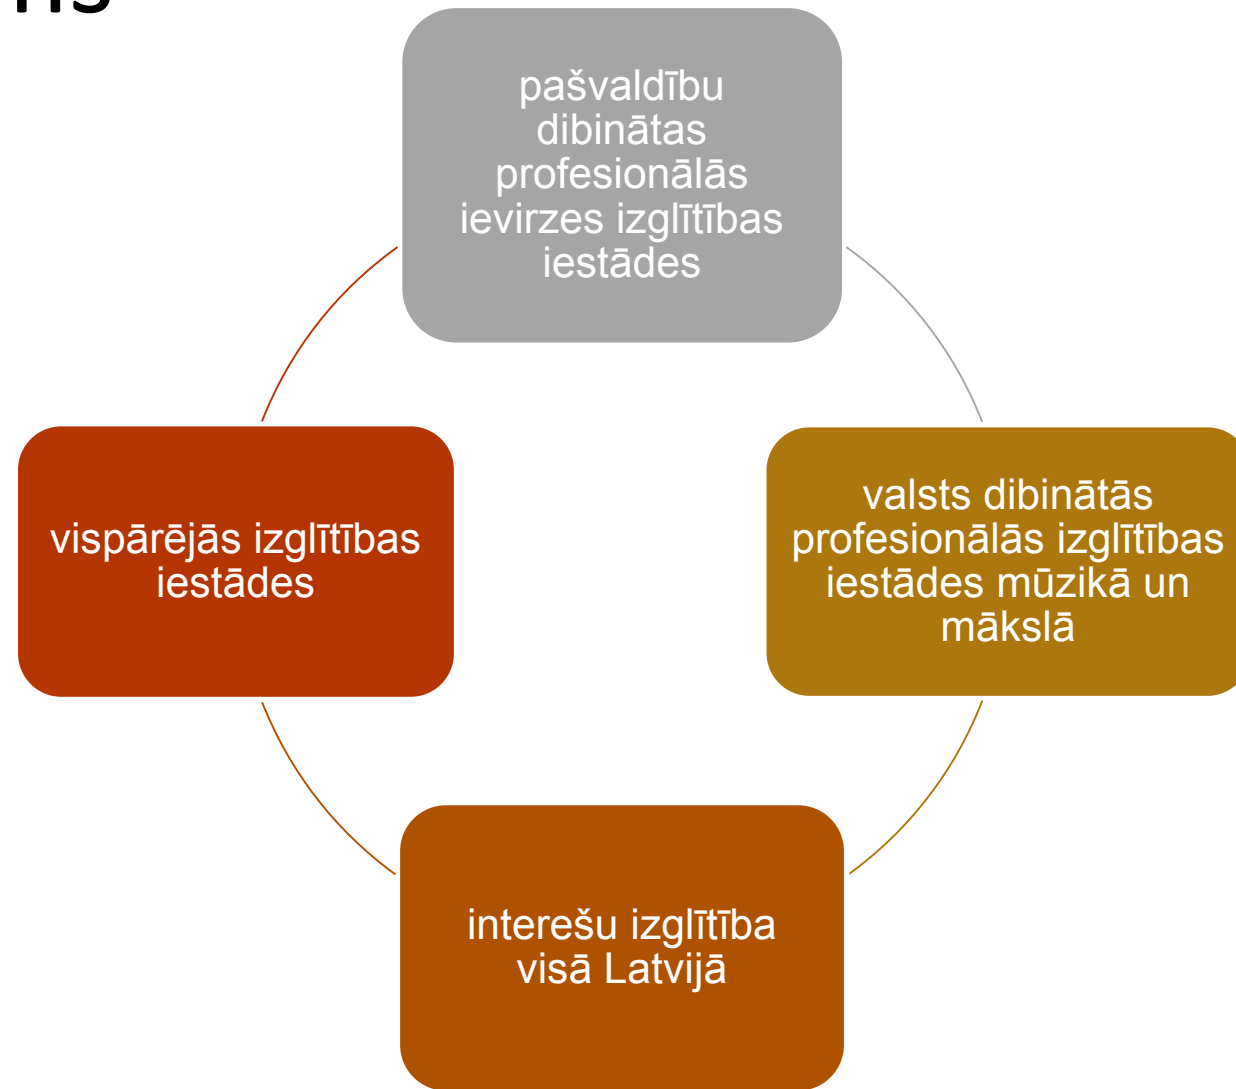 pašvaldību
dibinātas
profesionālās
ievirzes izglītības
iestādes
valsts dibinātās
profesionālās izglītības
iestādes mūzikā un
mākslā
interešu izglītība
visā Latvijā
vispārējās izglītības
iestādes